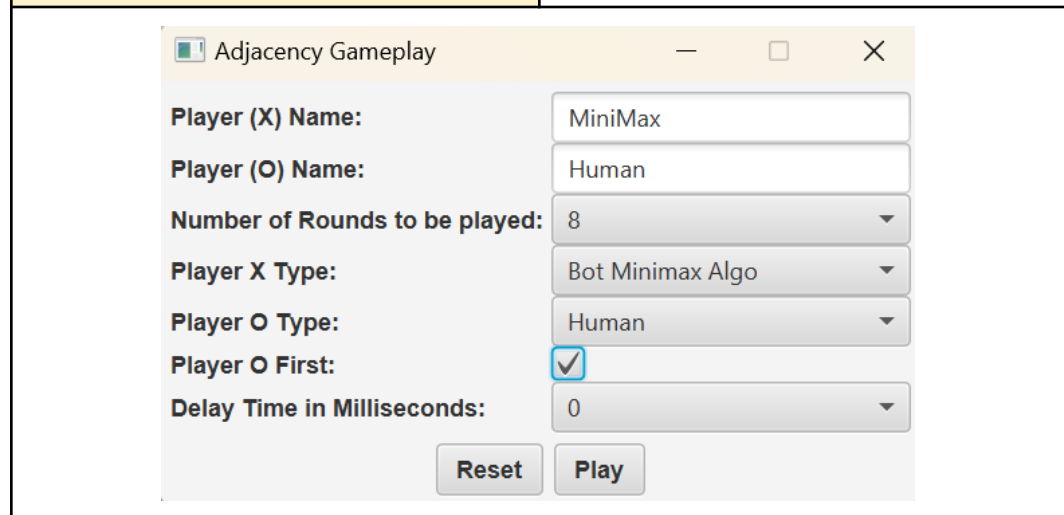 Adjacency Gameplay
Player (X) Name: MiniMax
Player (O) Name: Human
Number of Rounds to be played: 8
Player X Type: Bot Minimax Algo
Player O Type: Human
Player O First:
Delay Time in Milliseconds: 0
Reset Play